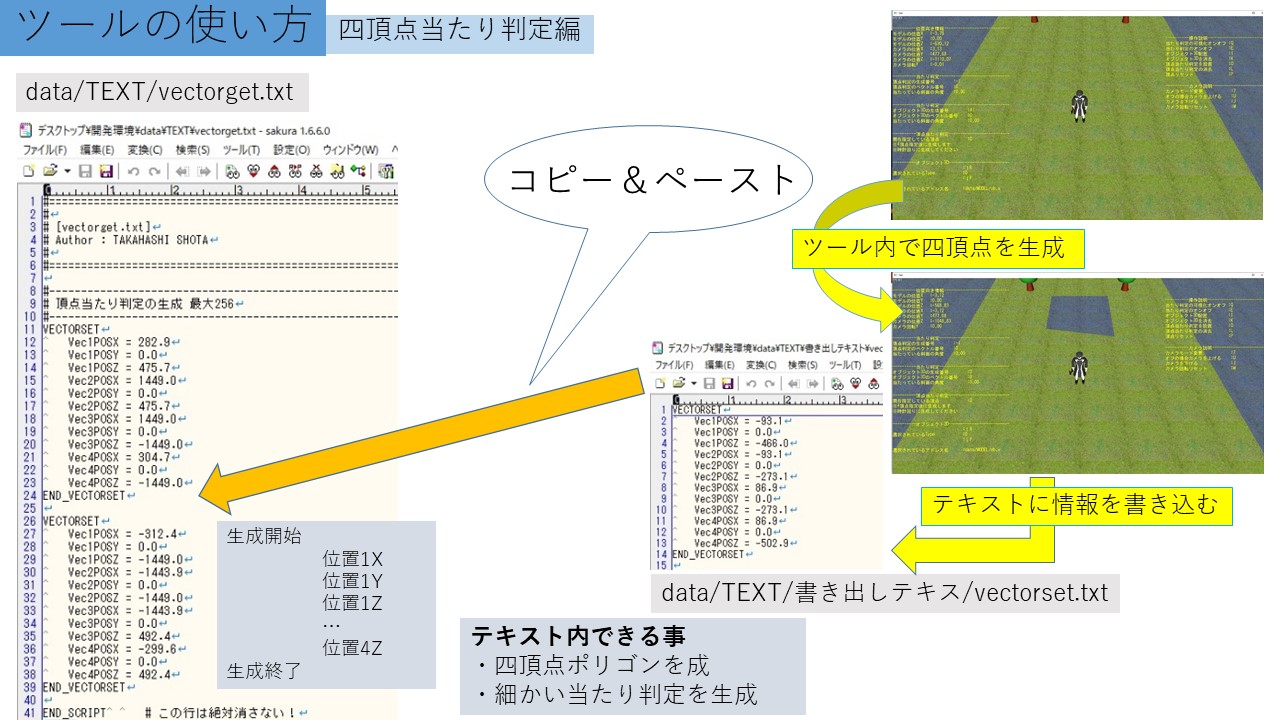 ツールの使い方
四頂点当たり判定編
data/TEXT/vectorget.txt
デスクトップ¥開発環境¥data¥TEXT¥vectorget.txt - sakura 1.6.6.0
ファイル(F) 編集(E) 変換(C) 検索(S) ツール(T) 設定(O) ウィンドウ(W)
1 #================================================
2 #
3 # [vectorget.txt]
4 # Author : TAKAHASHI SHOTA
5 #
6 #================================================
7
8 #------------------------------------------------
9 # 頂点当たり判定の生成 最大256
10 #------------------------------------------------
11 VECTORSET
12 Vec1POSX = 282.9
13 Vec1POSY = 0.0
14 Vec1POSZ = 475.7
15 Vec2POSX = 1449.0
16 Vec2POSY = 0.0
17 Vec2POSZ = 475.7
18 Vec3POSX = 1449.0
19 Vec3POSY = 0.0
20 Vec3POSZ = -1449.0
21 Vec4POSX = 304.7
22 Vec4POSY = 0.0
23 Vec4POSZ = -1449.0
24 END_VECTORSET
25
26 VECTORSET
27 Vec1POSX = -312.4
28 Vec1POSY = 0.0
29 Vec1POSZ = -1449.0
30 Vec2POSX = -1443.9
31 Vec2POSY = 0.0
32 Vec2POSZ = -1449.0
33 Vec3POSX = -1443.9
34 Vec3POSY = 0.0
35 Vec3POSZ = 492.4
36 Vec4POSX = -299.6
37 Vec4POSY = 0.0
38 Vec4POSZ = 492.4
39 END_VECTORSET
40
41 END_SCRIPT # この行は絶対消さない！
生成開始
位置1X
位置1Y
位置1Z
…
位置4Z
生成終了
コピー＆ペースト
ツール内で四頂点を生成
テキストに情報を書き込む
デスクトップ¥開発環境¥data¥TEXT¥書き出しテキスト¥vec
ファイル(F) 編集(E) 変換(C) 検索(S) ツール(T) 設
1 VECTORSET
2 Vec1POSX = -93.1
3 Vec1POSY = 0.0
4 Vec1POSZ = -466.0
5 Vec2POSX = -93.1
6 Vec2POSY = 0.0
7 Vec2POSZ = -273.1
8 Vec3POSX = 86.9
9 Vec3POSY = 0.0
10 Vec3POSZ = -273.1
11 Vec4POSX = 86.9
12 Vec4POSY = 0.0
13 Vec4POSZ = -502.9
14 END_VECTORSET
15
data/TEXT/書き出しテキス/vectorset.txt
テキスト内できる事
・四頂点ポリゴンを成
・細かい当たり判定を生成